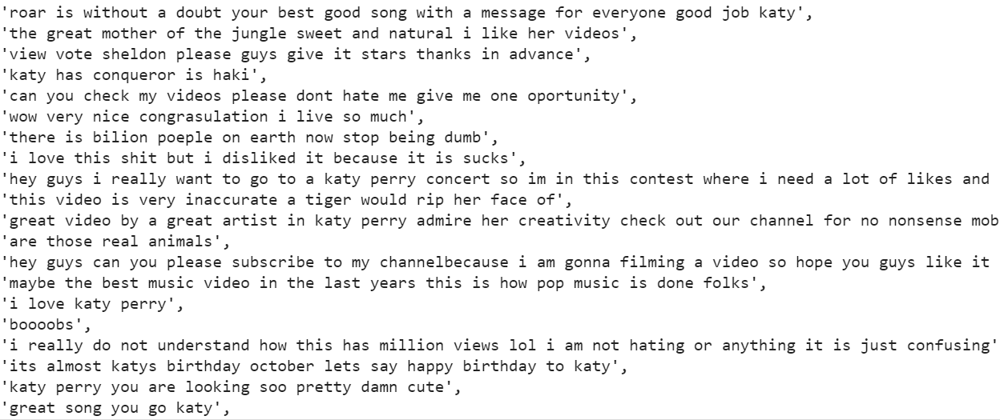 'roar is without a doubt your best good song with a message for everyone good job katy',
'the great mother of the jungle sweet and natural i like her videos',
'view vote sheldon please guys give it stars thanks in advance',
'katy has conqueror is haki',
'can you check my videos please dont hate me give me one oportunity',
'wow very nice congrasulation i live so much',
'there is bilion poeple on earth now stop being dumb',
'i love this shit but i disliked it because it is sucks',
'hey guys i really want to go to a katy perry concert so im in this contest where i need a lot of likes and
'this video is very inaccurate a tiger would rip her face of',
'great video by a great artist in katy perry admire her creativity check out our channel for no nonsense mob
'are those real animals',
'hey guys can you please subscribe to my channelbecause i am gonna filming a video so hope you guys like it
'maybe the best music video in the last years this is how pop music is done folks',
'i love katy perry',
'boooobs',
'i really do not understand how this has million views lol i am not hating or anything it is just confusing'
'its almost katys birthday october lets say happy birthday to katy',
'katy perry you are looking soo pretty damn cute',
'great song you go katy',